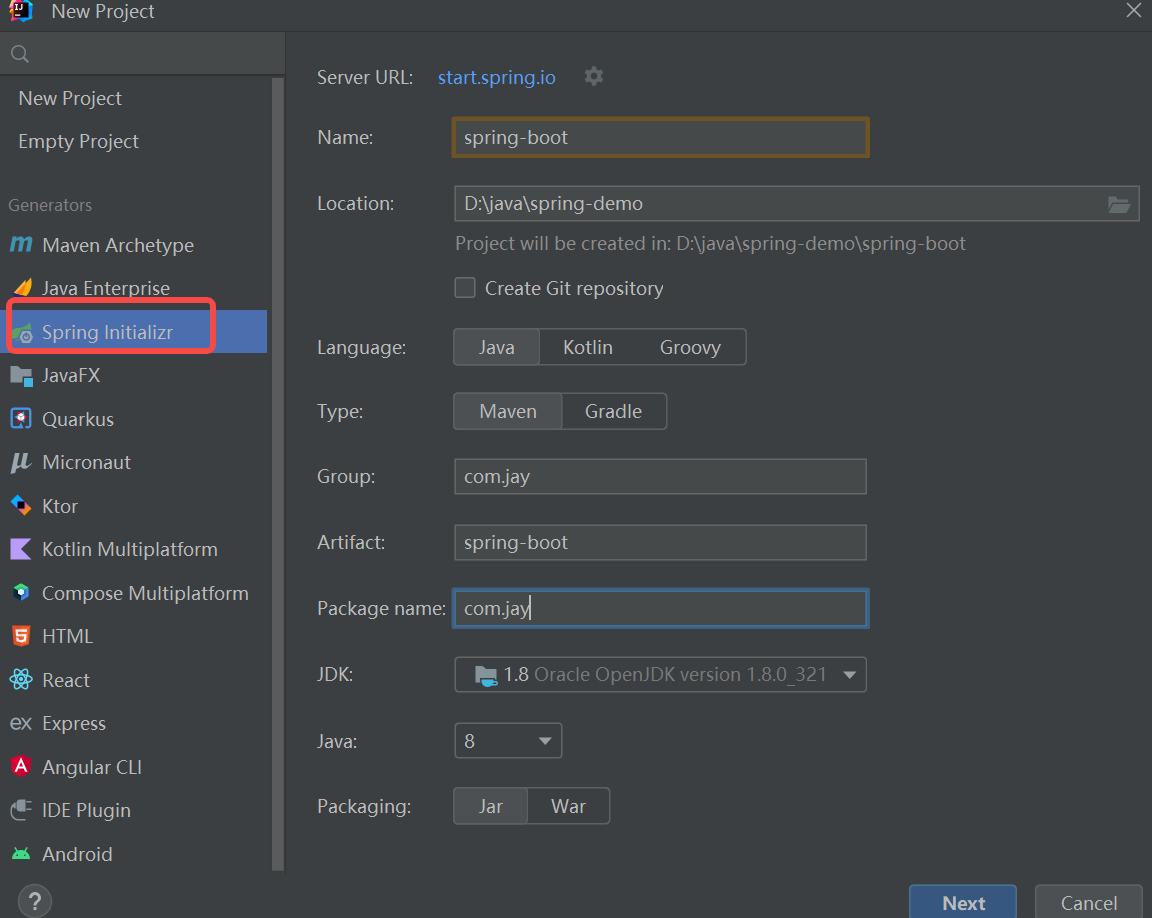 New Project
New Project
Empty Project
Generators
Maven Archetype
Java Enterprise
Spring Initializr
JavaFX
Quarkus
Micronaut
Ktor
Kotlin Multiplatform
Compose Multiplatform
HTML
React
ex Express
Angular CLI
IDE Plugin
Android
?
Server URL: start.spring.io
Name: spring-boot
Location: D:\java\spring-demo
Project will be created in: D:\java\spring-demo\spring-boot
Create Git repository
Language: Java Kotlin Groovy
Type: Maven Gradle
Group: com.jay
Artifact: spring-boot
Package name: com.jay
JDK: 1.8 Oracle OpenJDK version 1.8.0_321
Java: 8
Packaging: Jar War
Next Cancel